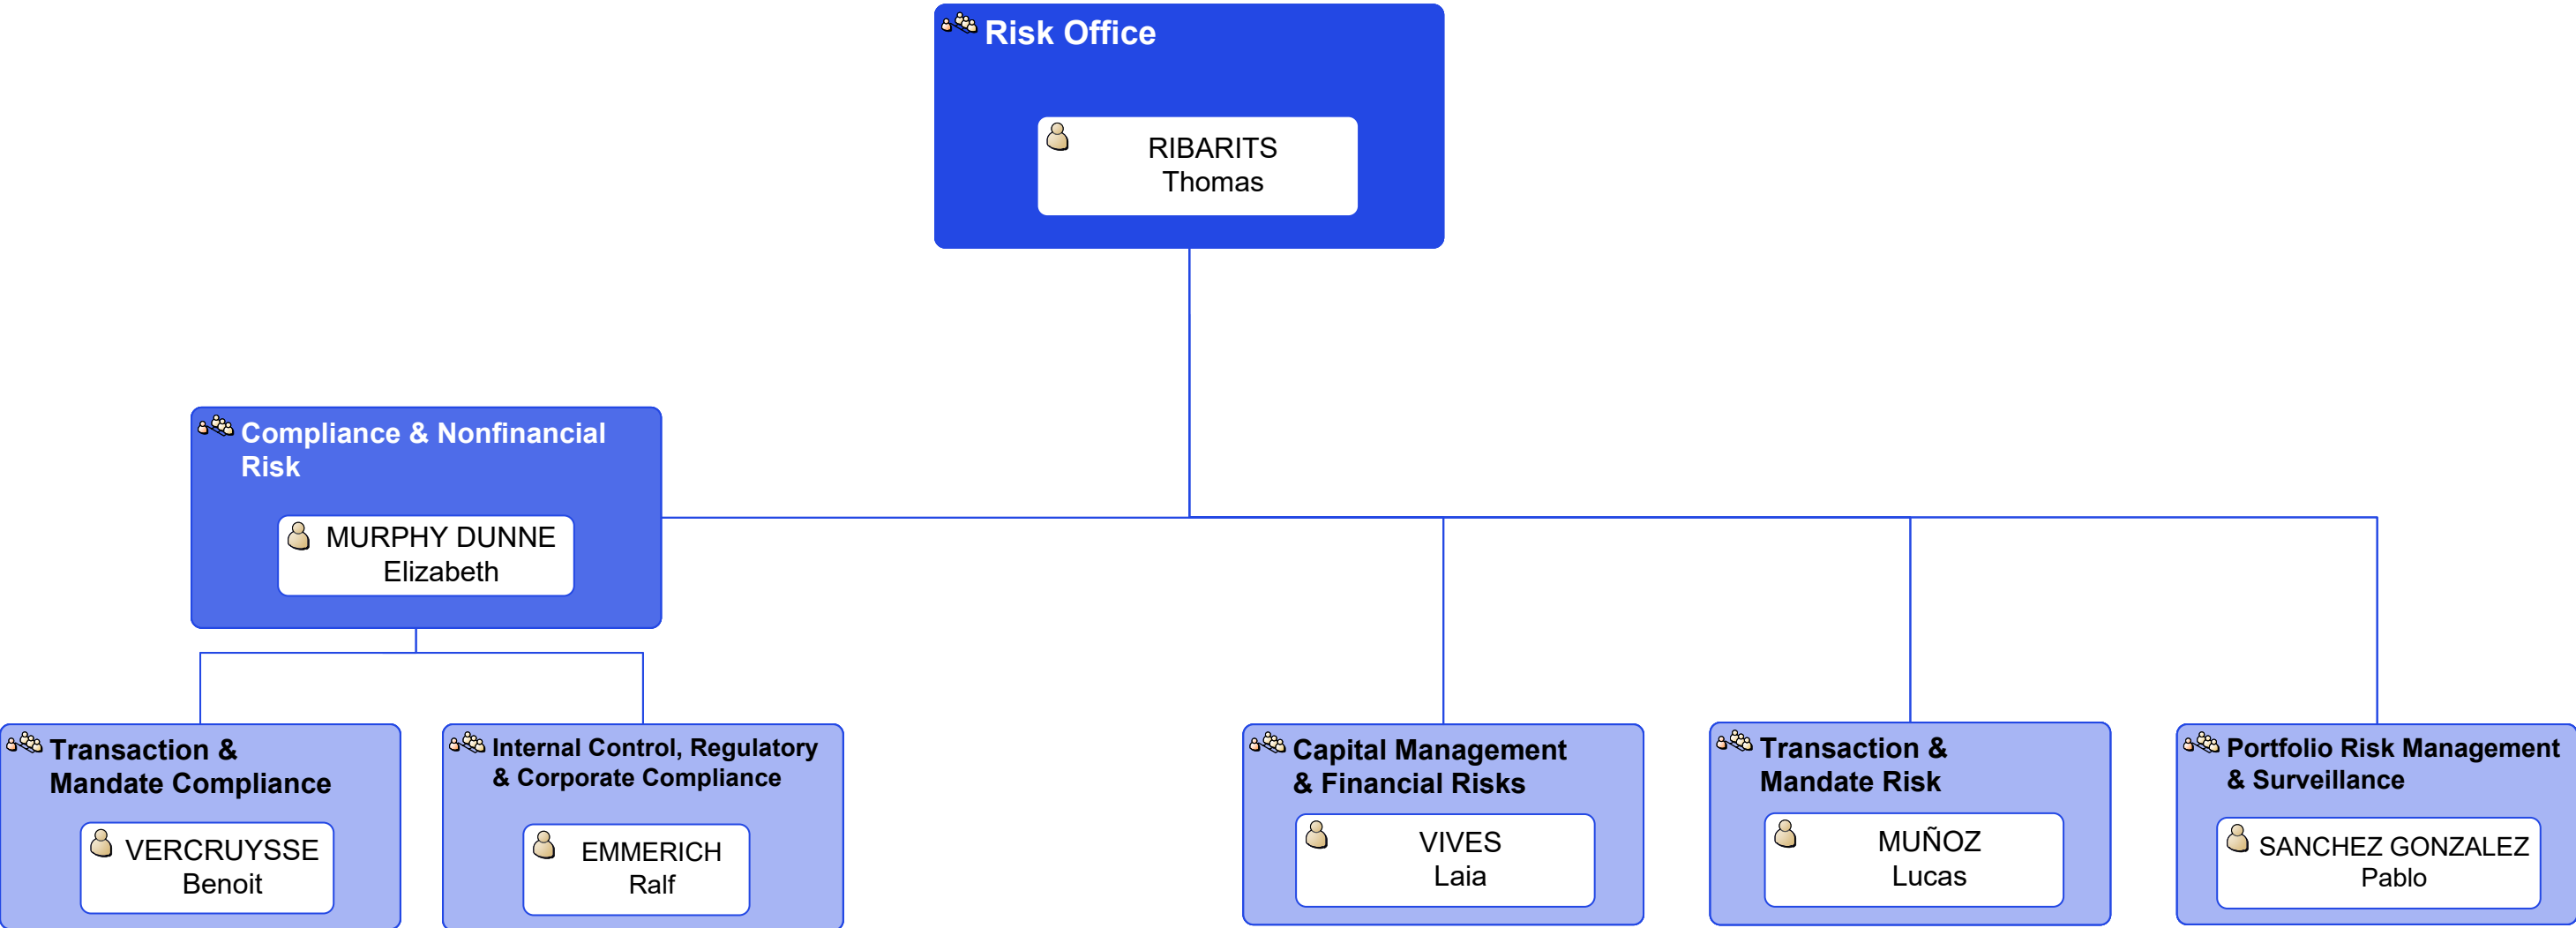 Risk Office
RIBARITS
Thomas
Compliance & Nonfinancial
Risk
MURPHY DUNNE
Elizabeth
Transaction &
Mandate Compliance
VERCRUYSSE
Benoit
Internal Control, Regulatory
& Corporate Compliance
EMMERICH
Ralf
Capital Management
& Financial Risks
VIVES
Laia
Transaction &
Mandate Risk
MUÑOZ
Lucas
Portfolio Risk Management
& Surveillance
SANCHEZ GONZALEZ
Pablo